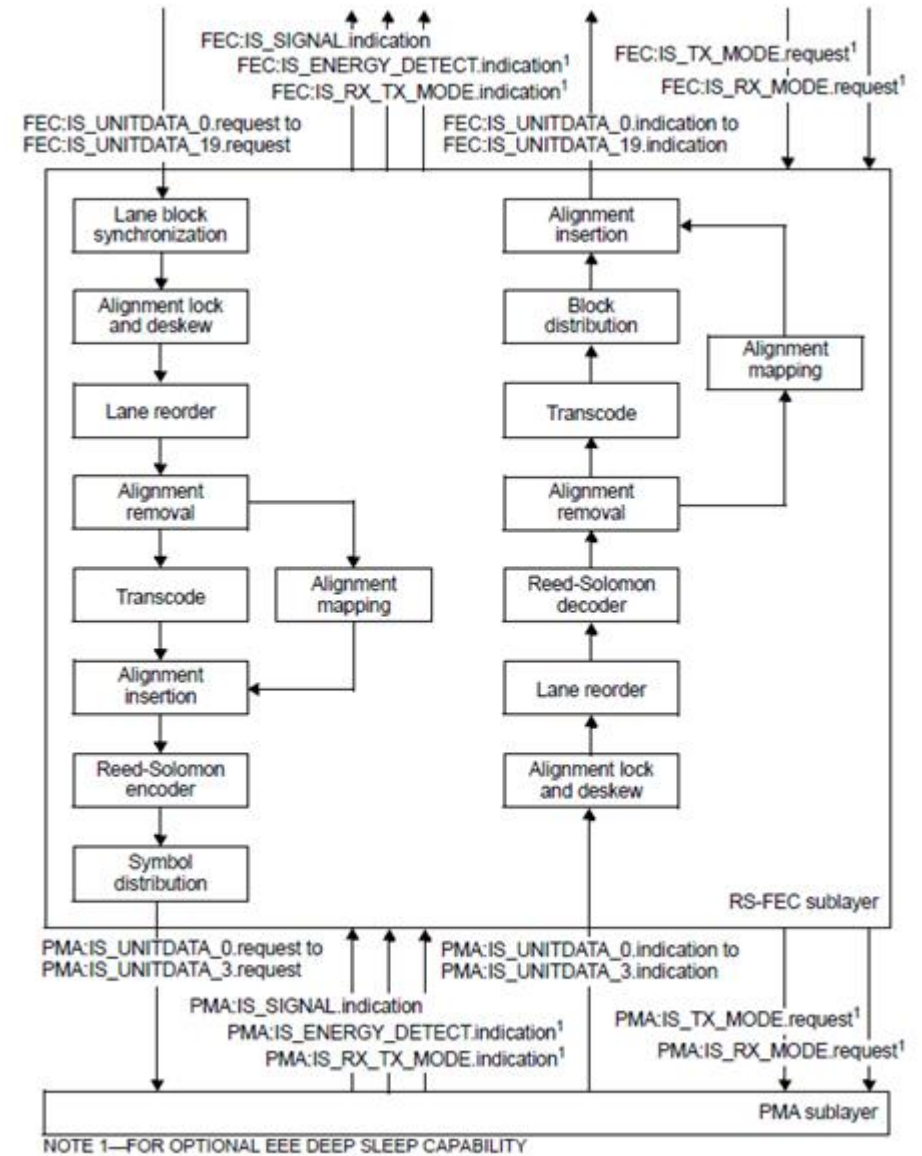 FEC:IS_SIGNAL.indication
FEC:IS_ENERGY_DETECT.indication¹
FEC:IS_RX_TX_MODE.indication¹
FEC:IS_TX_MODE.request¹
FEC:IS_RX_MODE.request¹
FEC:IS_UNITDATA_0.request to
FEC:IS_UNITDATA_19.request
FEC:IS_UNITDATA_0.indication to
FEC:IS_UNITDATA_19.indication
Lane block
synchronization
Alignment lock
and deskew
Lane reorder
Alignment
removal
Transcode
Alignment
mapping
Alignment
insertion
Reed-Solomon
encoder
Symbol
distribution
Alignment
insertion
Block
distribution
Alignment
mapping
Transcode
Alignment
removal
Reed-Solomon
decoder
Lane reorder
Alignment lock
and deskew
RS-FEC sublayer
PMA:IS_UNITDATA_0.request to
PMA:IS_UNITDATA_3.request
PMA:IS_UNITDATA_0.indication to
PMA:IS_UNITDATA_3.indication
PMA:IS_SIGNAL.indication
PMA:IS_ENERGY_DETECT.indication¹
PMA:IS_RX_TX_MODE.indication¹
PMA:IS_TX_MODE.request¹
PMA:IS_RX_MODE.request¹
PMA sublayer
NOTE 1—FOR OPTIONAL EEE DEEP SLEEP CAPABILITY